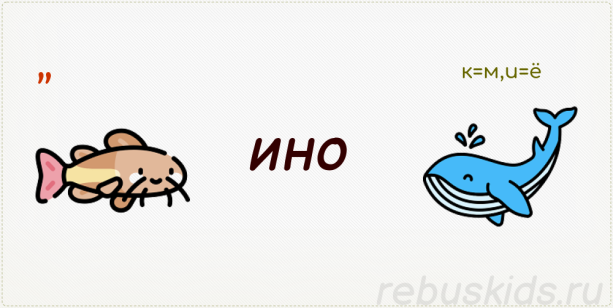 „
к=м,и=ё
ино
rebuskids.ru